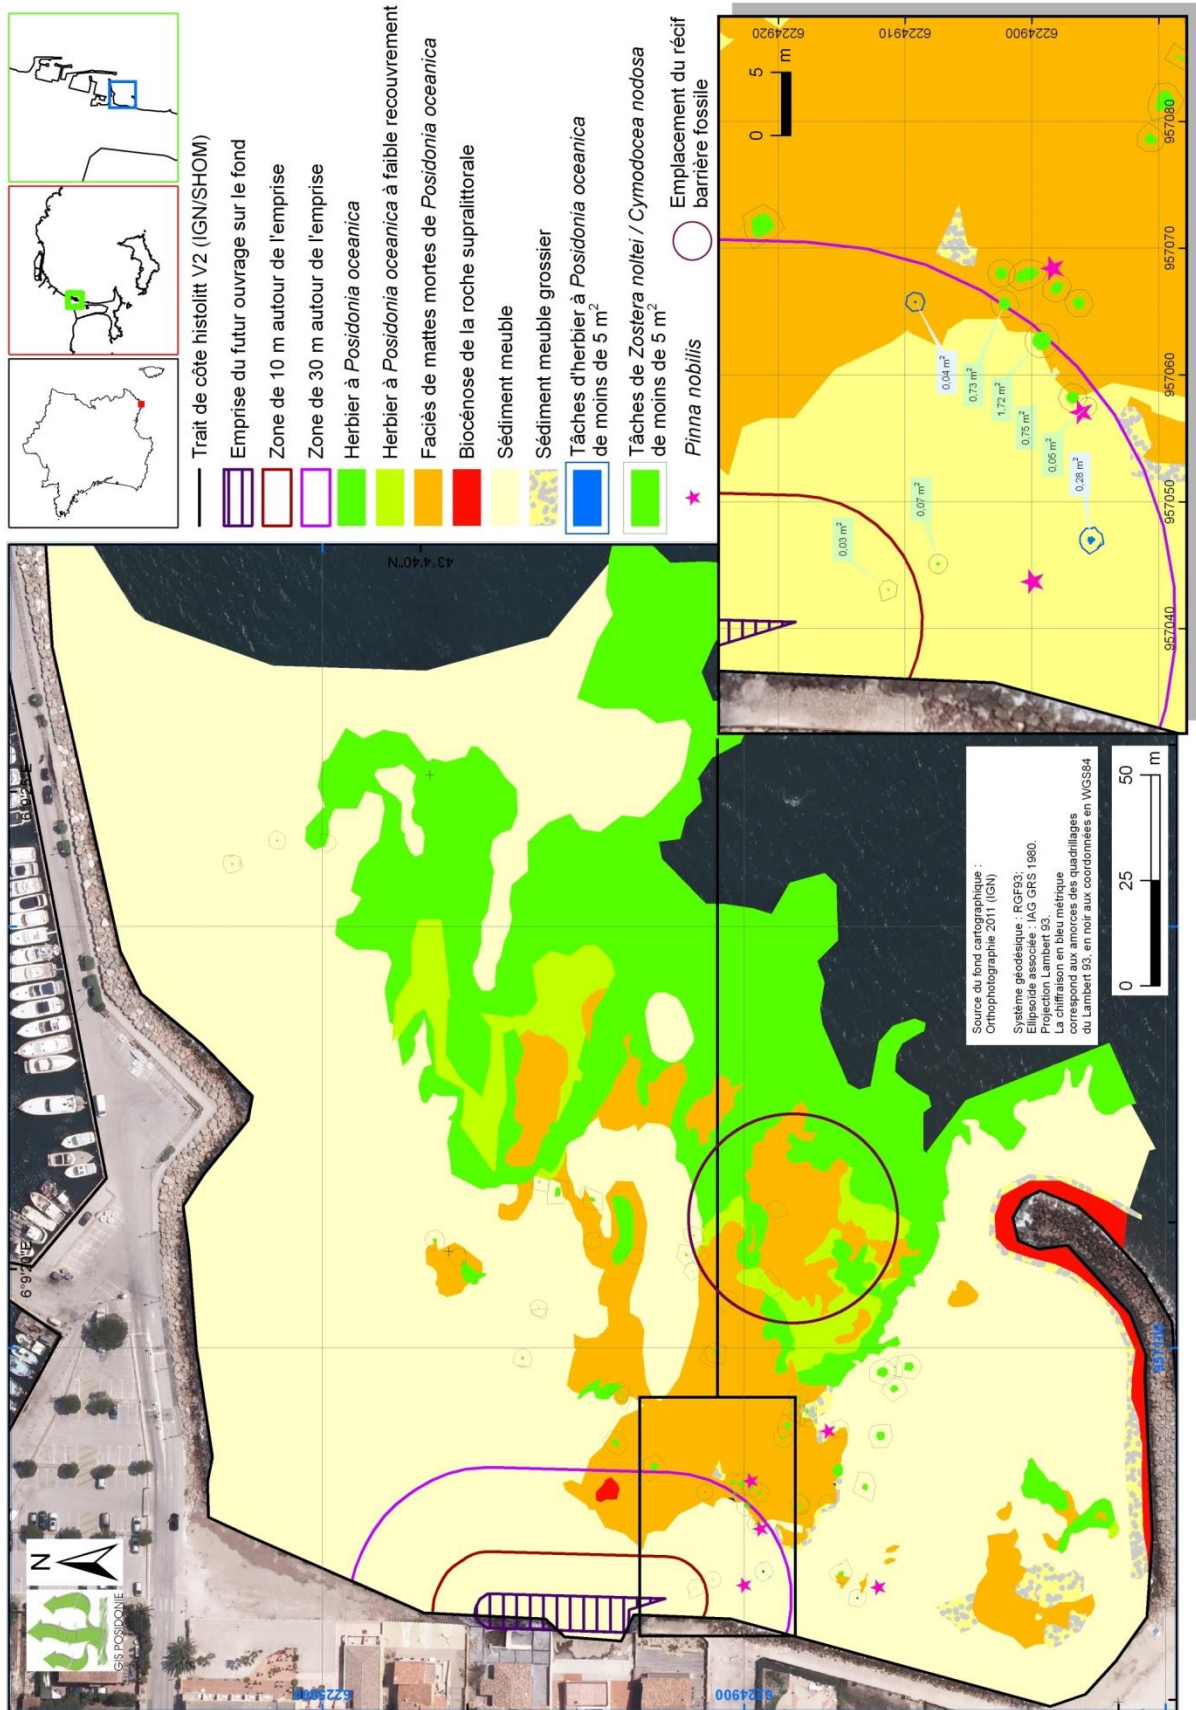 Trait de côte histolitt V2 (IGN/SHOM)
Emprise du futur ouvrage sur le fond
Zone de 10 m autour de l'emprise
Zone de 30 m autour de l'emprise
Herbier à Posidonia oceanica
Herbier à Posidonia oceanica à faible recouvrement
Faciès de mattes mortes de Posidonia oceanica
Biocénose de la roche supralittorale
Sédiment meuble
Sédiment meuble grossier
Tâches d'herbier à Posidonia oceanica
de moins de 5 m²
Tâches de Zostera noltei / Cymodocea nodosa
de moins de 5 m²
Pinna nobilis
Emplacement du récif
barrière fossile
N
GIS POSIDONIE
6°9'20"E
6°9'25"E
43°4'40"N
6225000
6224900
957100
Source du fond cartographique :
Orthophotographie 2011 (IGN)
Système géodésique : RGF93;
Ellipsoïde associée : IAG GRS 1980.
Projection Lambert 93.
La chiffraison en bleu métrique
correspond aux amorces des quadrillages
du Lambert 93, en noir aux coordonnées en WGS84
0 25 50
m
0 5
m
6224920
6224910
6224900
957040
957050
957060
957070
957080
0,03 m²
0,07 m²
0,04 m²
0,73 m²
1,72 m²
0,75 m²
0,05 m²
0,28 m²